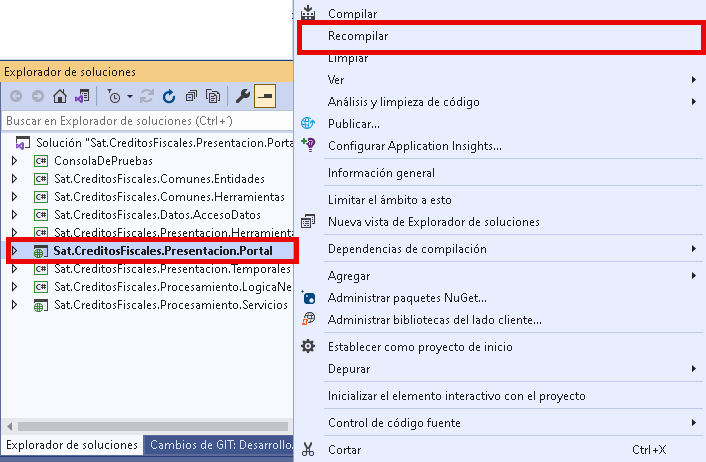 Explorador de soluciones
Buscar en Explorador de soluciones (Ctrl+´)
Solución "Sat.CreditosFiscales.Presentacion.Porta
ConsolaDePruebas
Sat.CreditosFiscales.Comunes.Entidades
Sat.CreditosFiscales.Comunes.Herramientas
Sat.CreditosFiscales.Datos.AccesoDatos
Sat.CreditosFiscales.Presentacion.Herramienta
Sat.CreditosFiscales.Presentacion.Portal
Sat.CreditosFiscales.Presentacion.Temporales
Sat.CreditosFiscales.Procesamiento.LogicaNe
Sat.CreditosFiscales.Procesamiento.Servicios
Explorador de soluciones
Cambios de GIT: Desarrollo.
Compilar
Recompilar
Limpiar
Ver
Análisis y limpieza de código
Publicar...
Configurar Application Insights...
Información general
Limitar el ámbito a esto
Nueva vista de Explorador de soluciones
Dependencias de compilación
Agregar
Administrar paquetes NuGet...
Administrar bibliotecas del lado cliente...
Establecer como proyecto de inicio
Depurar
Inicializar el elemento interactivo con el proyecto
Control de código fuente
Cortar Ctrl+X